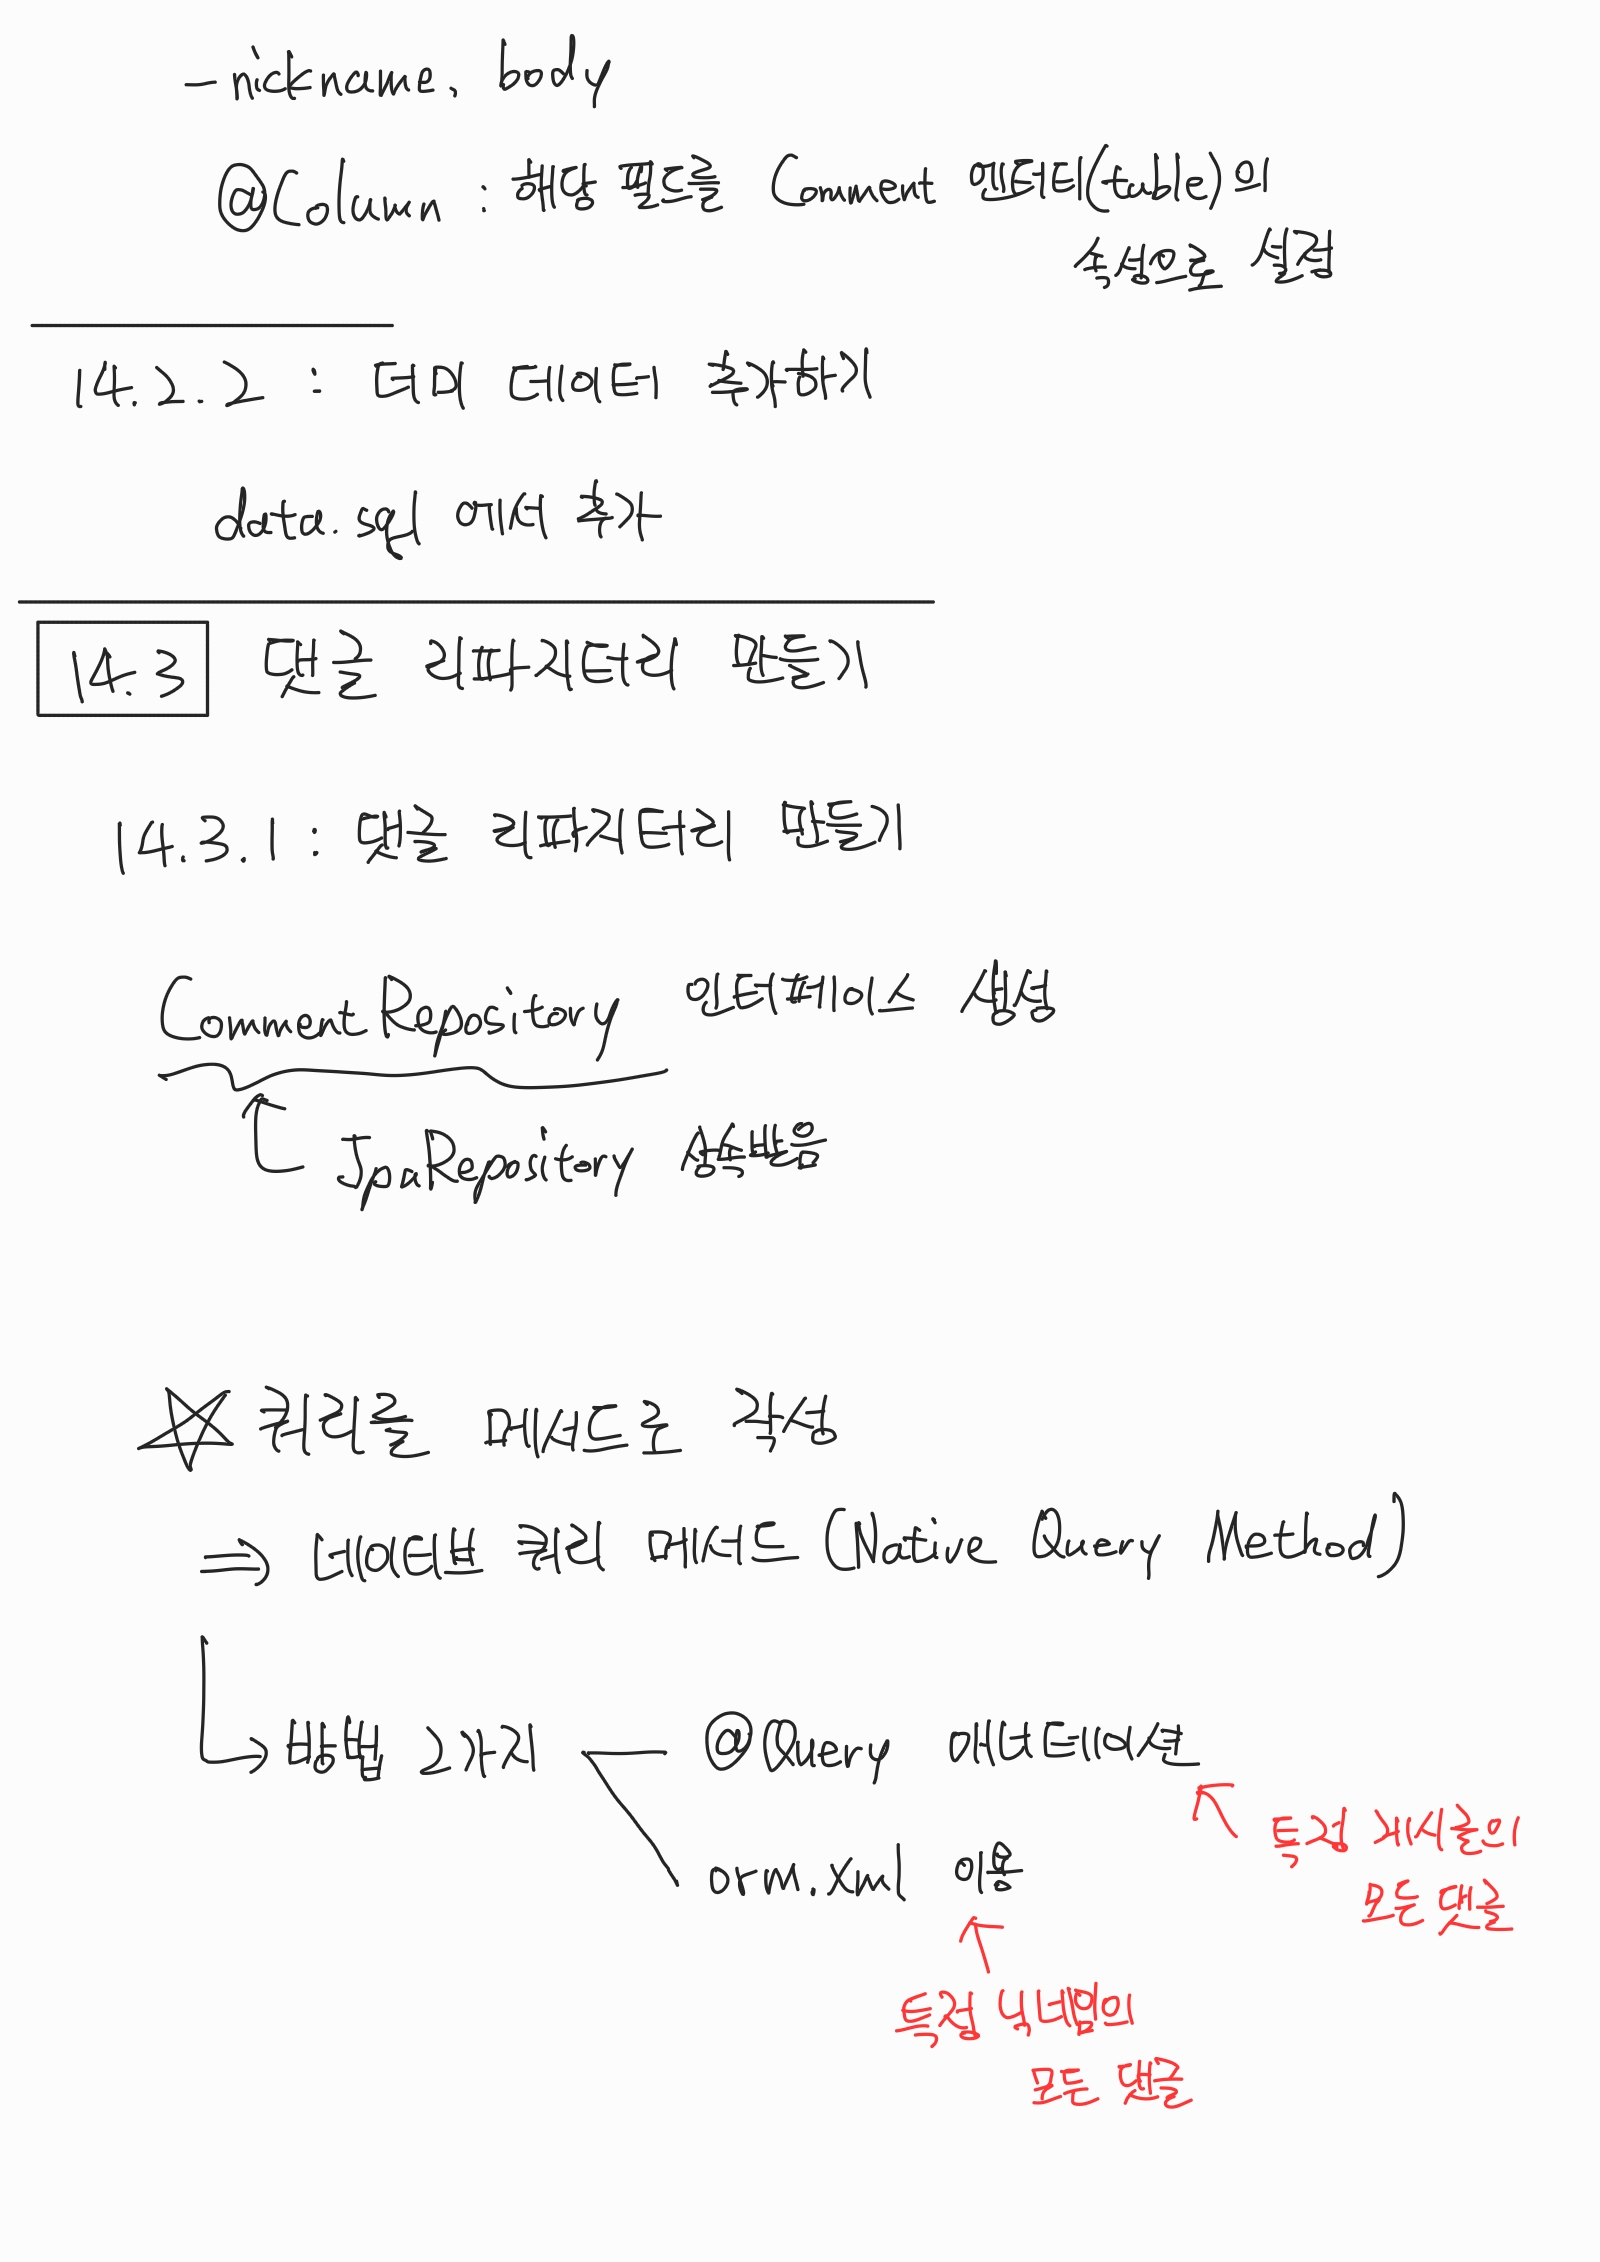 - nickname, body
@Column : 해당 필드를 Comment 엔터티(table)의
속성으로 설정
14.2.2 : 더미 데이터 추가하기
data.sql 에서 추가
14.3 댓글 리파지터리 만들기
14.3.1 : 댓글 리파지터리 만들기
CommentRepository 인터페이스 생성
JpaRepository 상속받음
☆ 쿼리를 메서드로 작성
⇒ 네이티브 쿼리 메서드 (Native Query Method)
→ 방법 2가지
@Query 애너테이션
특정 게시글의
모든 댓글
orm.xml 이용
특정 닉네임의
모든 댓글